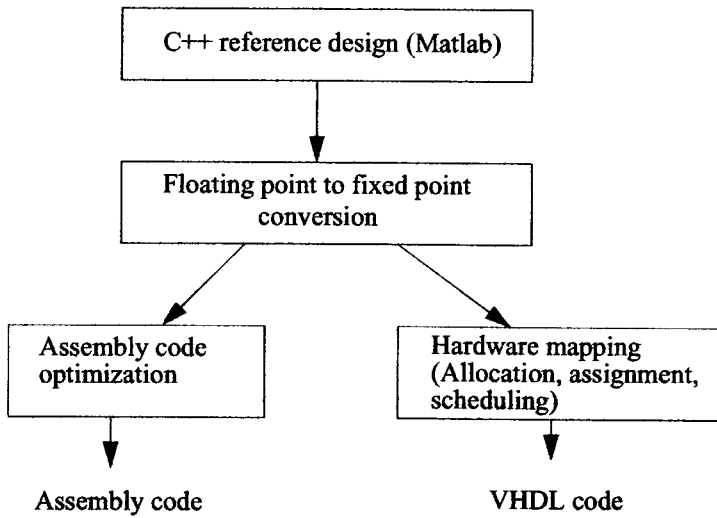 C++ reference design (Matlab)
Floating point to fixed point
conversion
Assembly code
optimization
Hardware mapping
(Allocation, assignment,
scheduling)
Assembly code
VHDL code